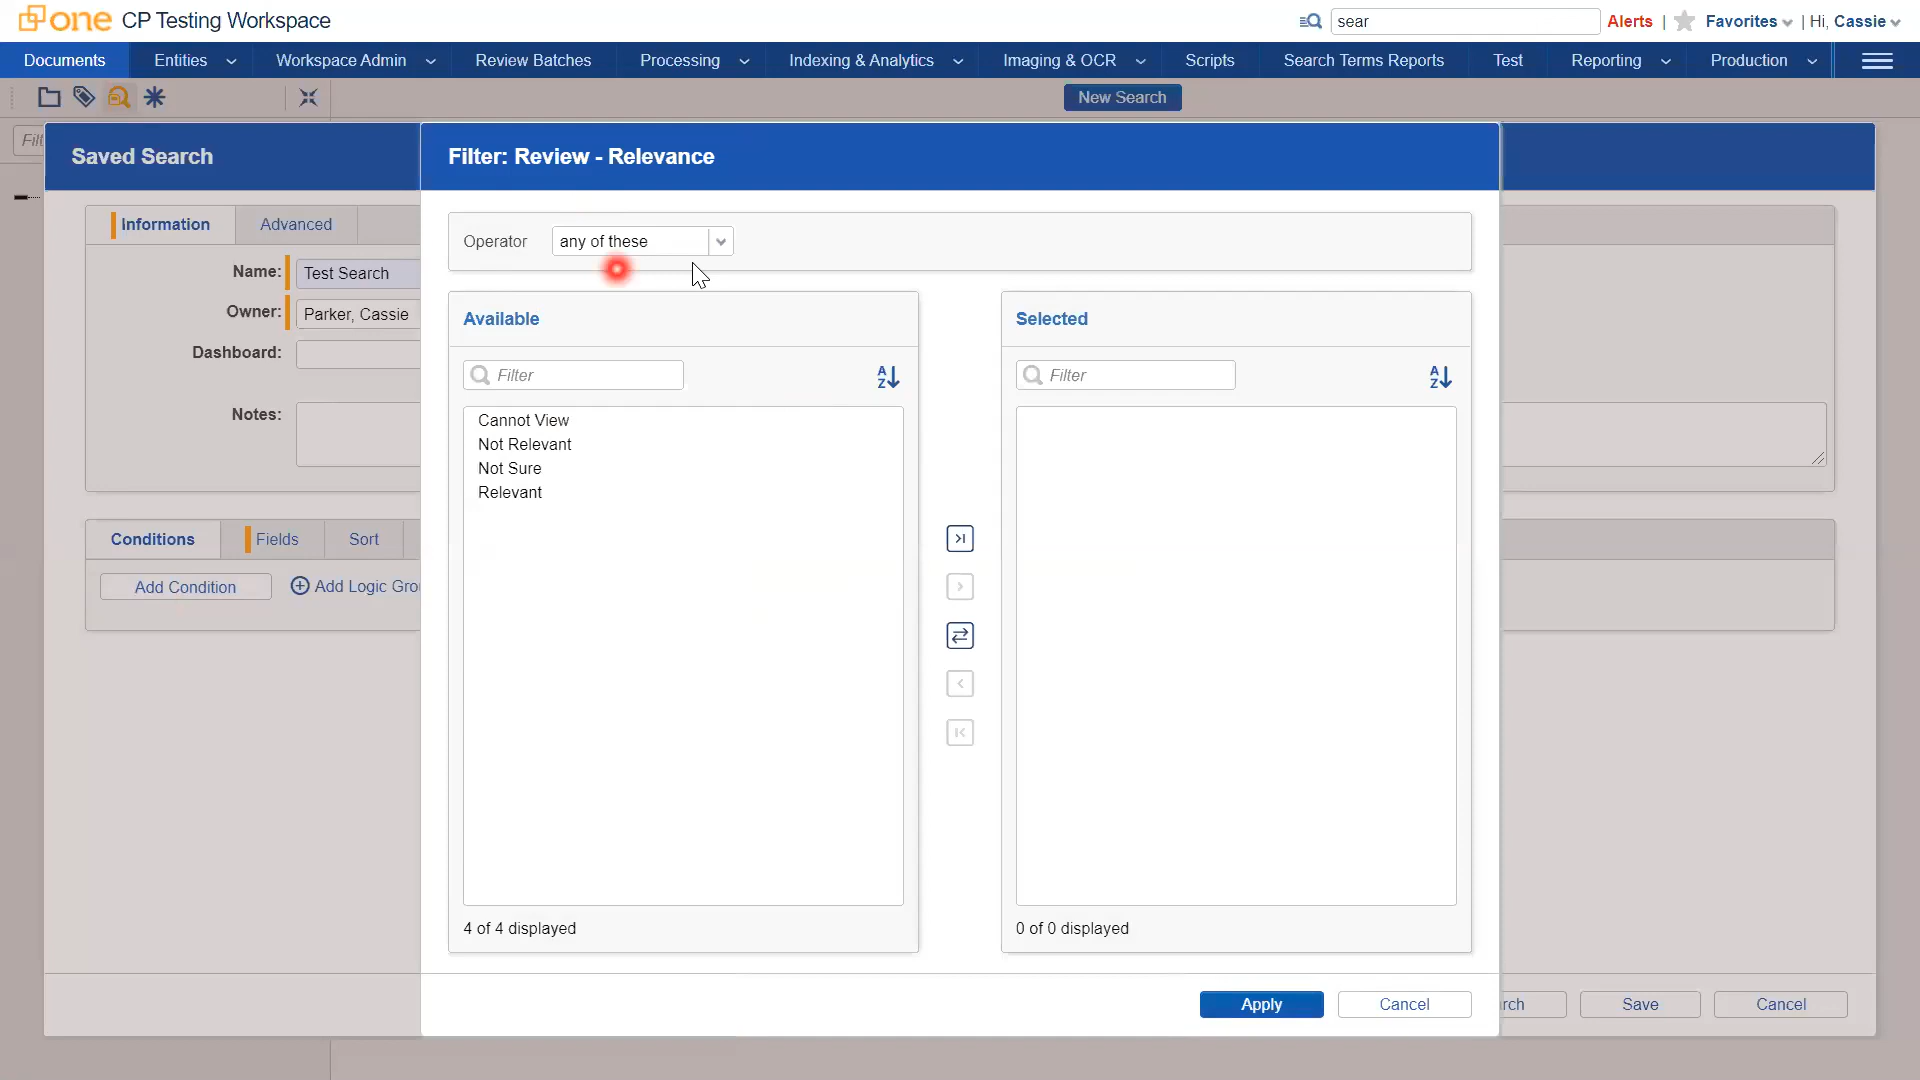 one CP Testing Workspace
sear
Alerts | Favorites | Hi, Cassie
Documents Entities Workspace Admin Review Batches Processing Indexing & Analytics Imaging & OCR Scripts Search Terms Reports Test Reporting Production
New Search
Filt
Saved Search
Filter: Review - Relevance
Information Advanced
Operator any of these
Name: Test Search
Owner: Parker, Cassie
Dashboard:
Notes:
Available
Selected
Filter
Filter
Cannot View
Not Relevant
Not Sure
Relevant
Conditions Fields Sort
Add Condition Add Logic Gro
4 of 4 displayed
0 of 0 displayed
Apply Cancel rch Save Cancel